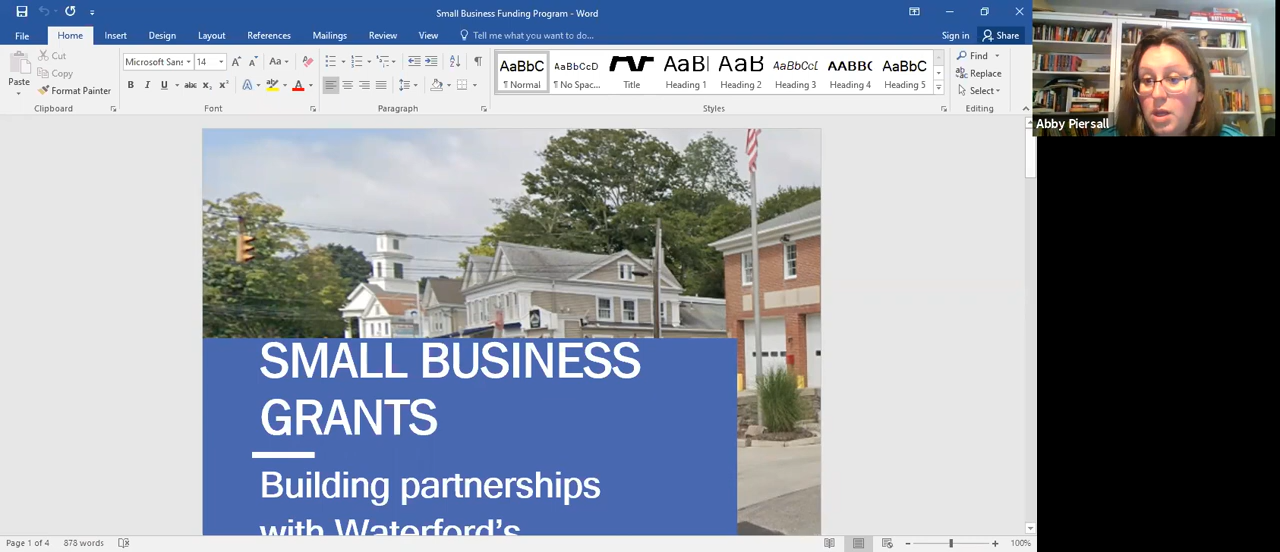 Small Business Funding Program - Word
File Home Insert Design Layout References Mailings Review View Tell me what you want to do... Sign in Share
Paste
Cut
Copy
Format Painter
Clipboard
Microsoft Sans 14
Font
Paragraph
AaBbC AaBbCcD AaB AaB AaBbCcL AABBC AaBbC
¶ Normal ¶ No Spac... Title Heading 1 Heading 2 Heading 3 Heading 4 Heading 5
Styles
Find
Replace
Select
Editing
Abby Piersall
SMALL BUSINESS
GRANTS
Building partnerships
with Waterford's
Page 1 of 4 878 words 100%